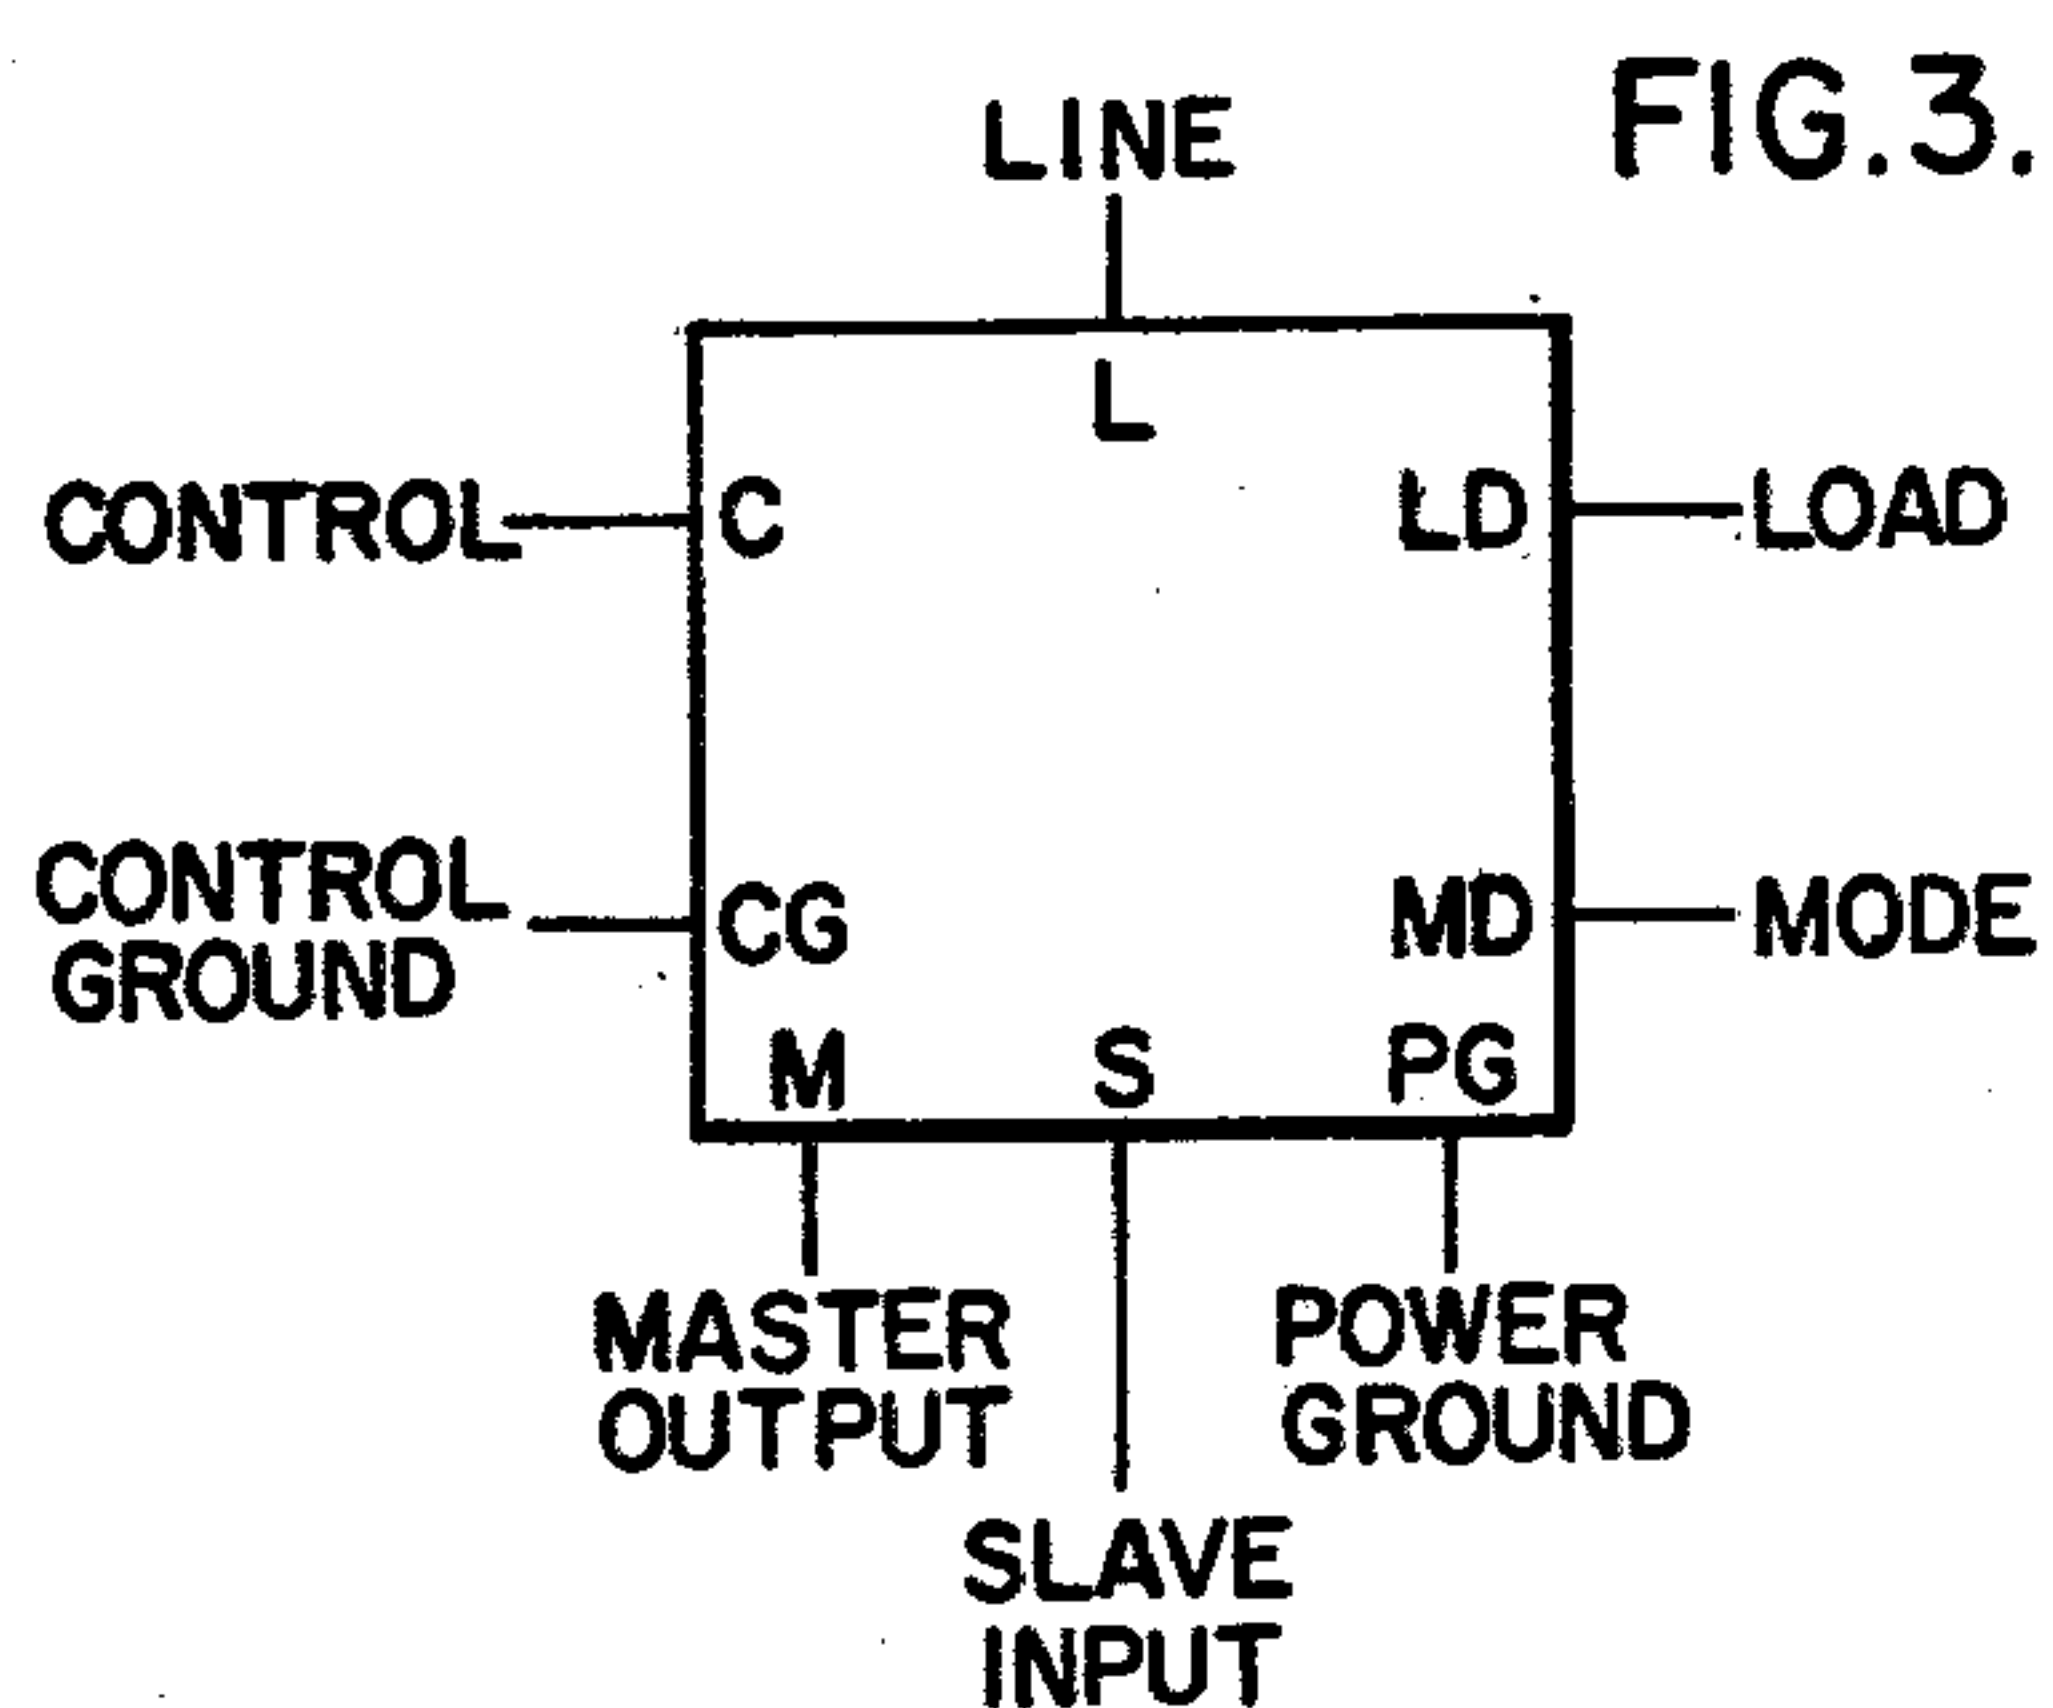 FIG.3.
LINE
L
CONTROL C LD LOAD
CONTROL
GROUND
CG MD MODE
M S PG
MASTER
OUTPUT
POWER
GROUND
SLAVE
INPUT